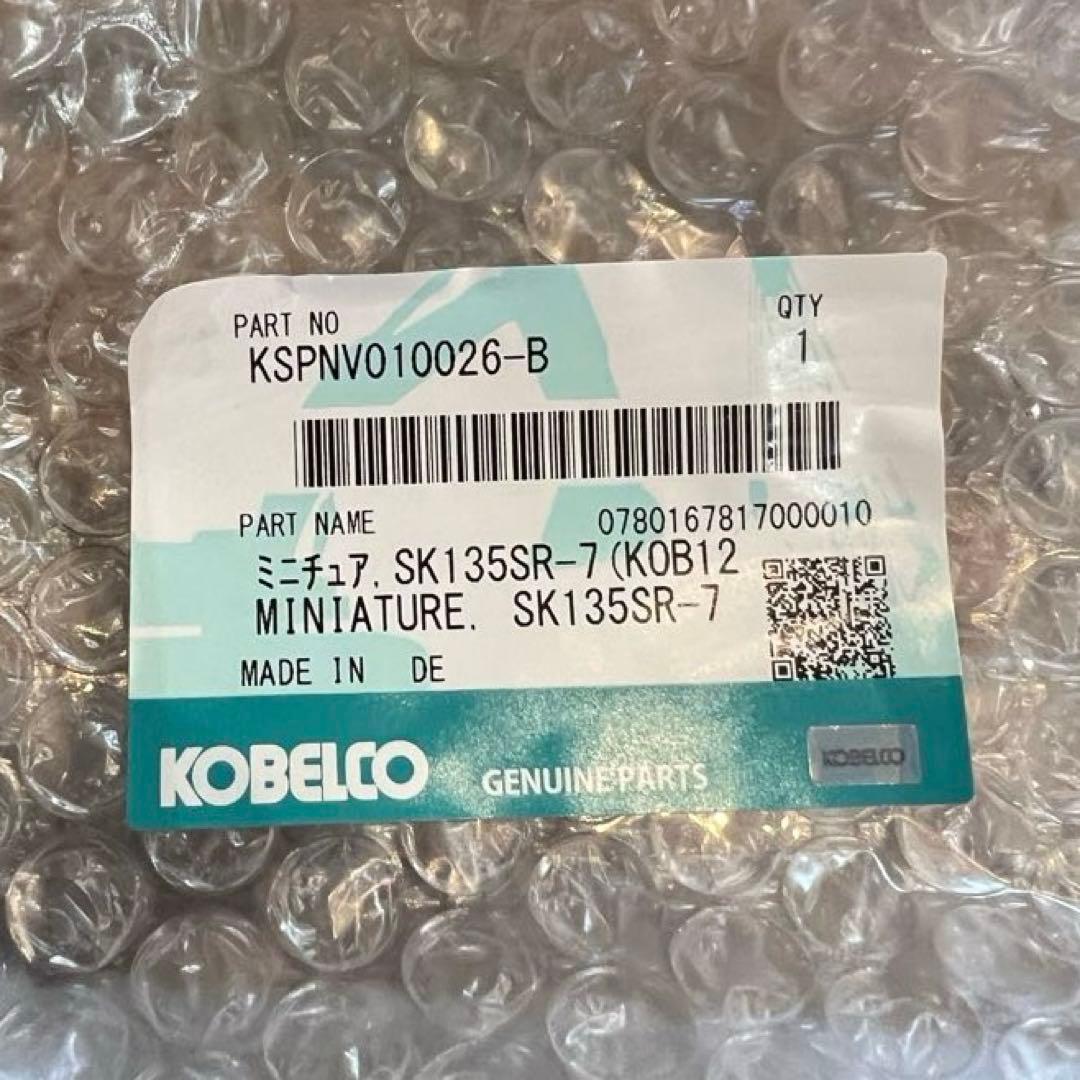 PART NO
KSPNV010026-B
QTY
1
PART NAME
0780167817000010
ミニチュア, SK135SR-7(KOB12
MINIATURE, SK135SR-7
MADE IN DE
KOBELCO
GENUINE PARTS
KOBELCO